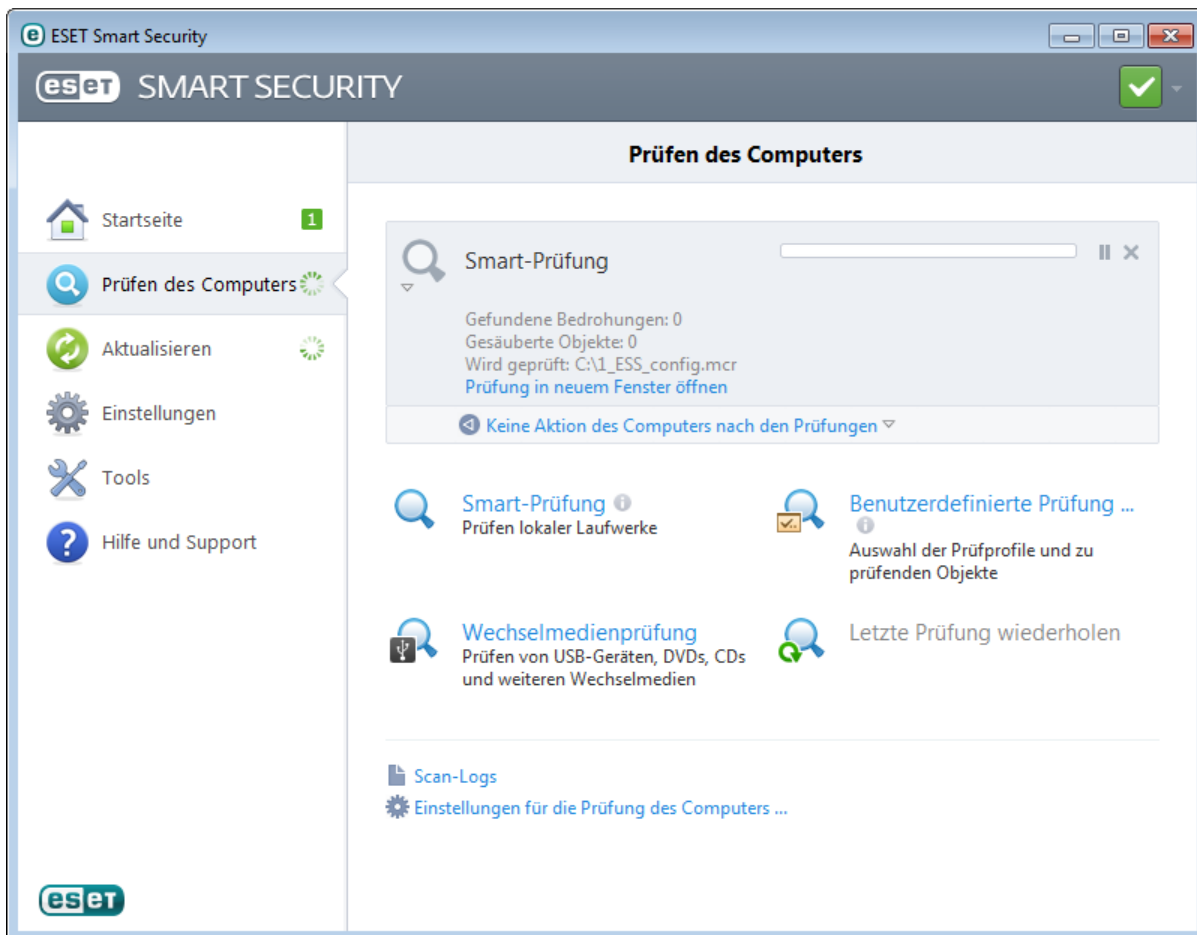 ESET Smart Security
eset SMART SECURITY
Prüfen des Computers
Startseite 1
Prüfen des Computers
Aktualisieren
Einstellungen
Tools
Hilfe und Support
Smart-Prüfung
Gefundene Bedrohungen: 0
Gesäuberte Objekte: 0
Wird geprüft: C:\1_ESS_config.mcr
Prüfung in neuem Fenster öffnen
Keine Aktion des Computers nach den Prüfungen
Smart-Prüfung
Prüfen lokaler Laufwerke
Benutzerdefinierte Prüfung ...
Auswahl der Prüfprofile und zu
prüfenden Objekte
Wechselmedienprüfung
Prüfen von USB-Geräten, DVDs, CDs
und weiteren Wechselmedien
Letzte Prüfung wiederholen
Scan-Logs
Einstellungen für die Prüfung des Computers ...
eset